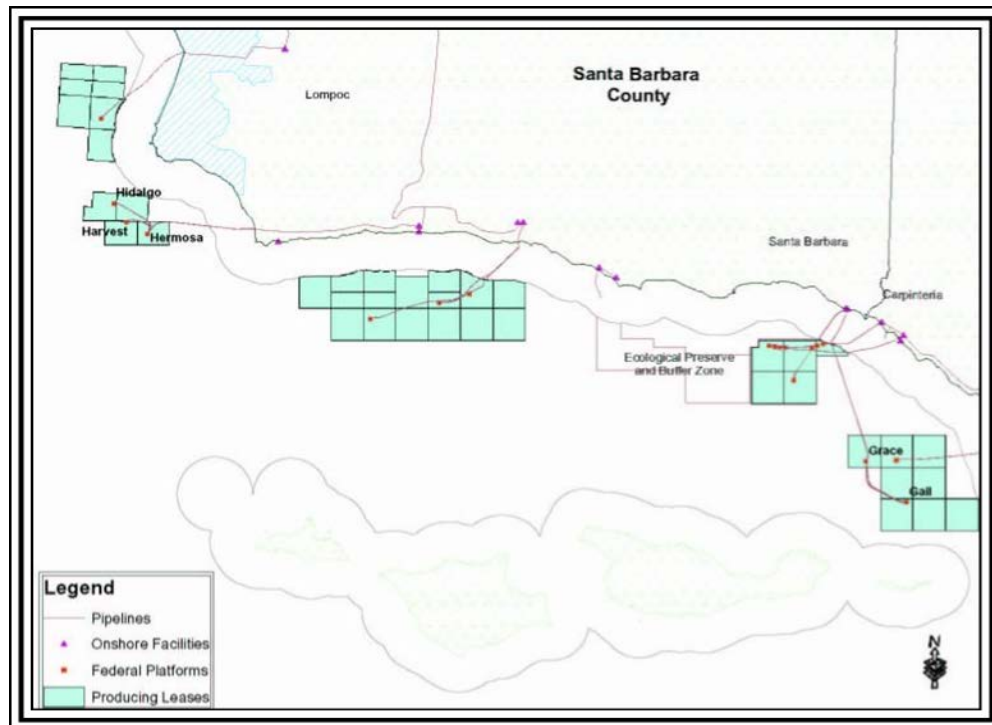 Santa Barbara
County
Lompoc
Hidalgo
Harvest
Hermosa
Santa Barbara
Carpinteria
Ecological Preserve
and Buffer Zone
Grace
Gail
Legend
Pipelines
Onshore Facilities
Federal Platforms
Producing Leases
N